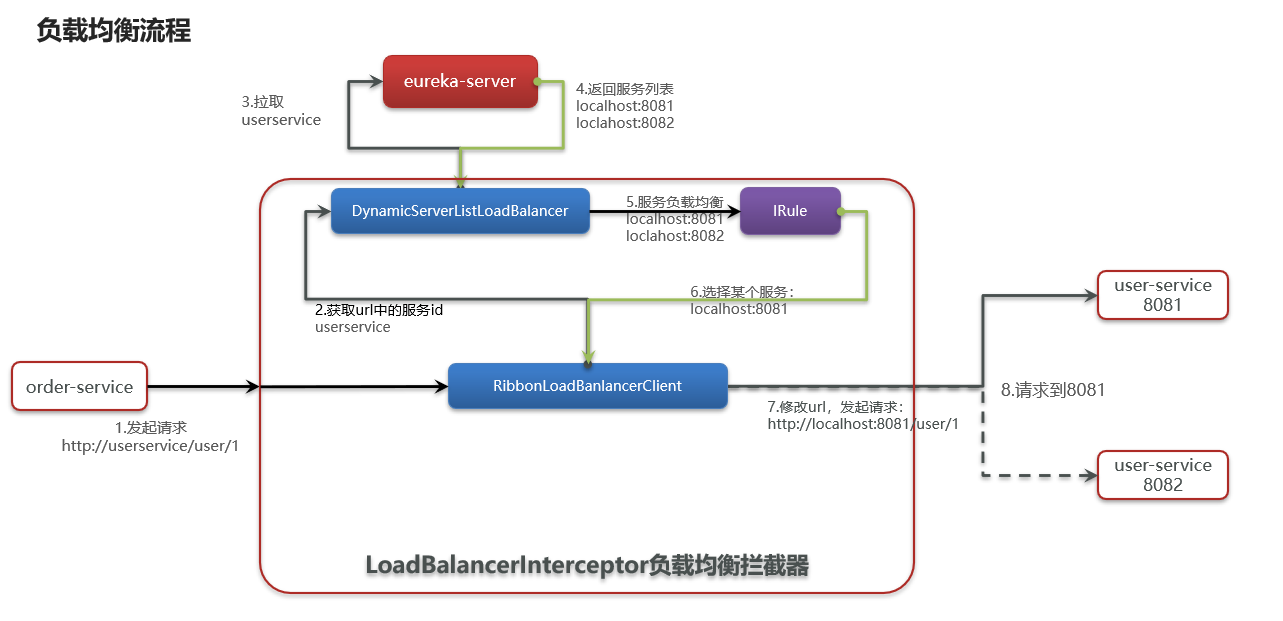 负载均衡流程
eureka-server
3.拉取
userservice
4.返回服务列表
localhost:8081
loclahost:8082
DynamicServerListLoadBalancer
5.服务负载均衡
localhost:8081
loclahost:8082
IRule
2.获取url中的服务id
userservice
6.选择某个服务：
localhost:8081
order-service
1.发起请求
http://userservice/user/1
RibbonLoadBanlancerClient
7.修改url，发起请求：
http://localhost:8081/user/1
8.请求到8081
user-service
8081
user-service
8082
LoadBalancerInterceptor负载均衡拦截器